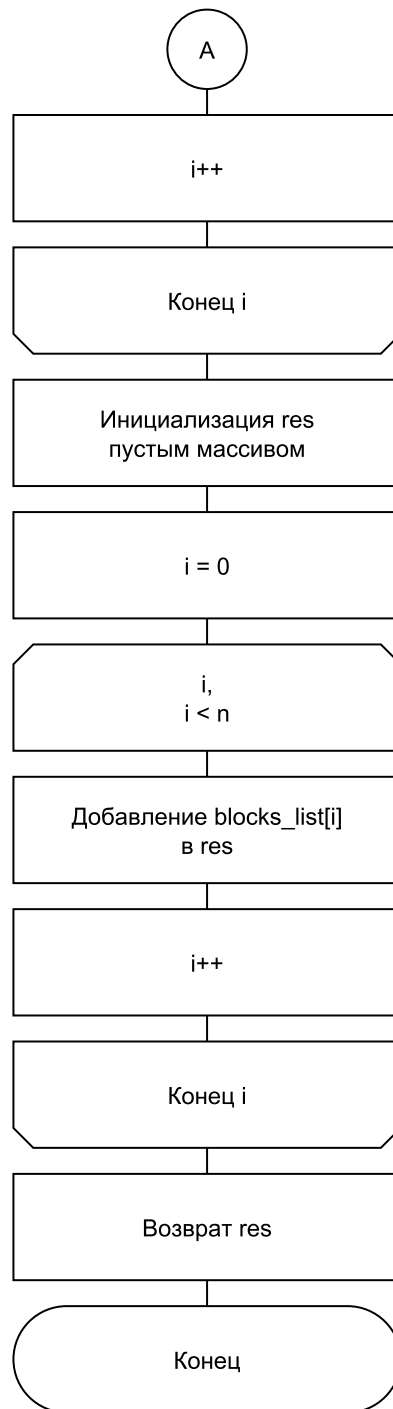 A
i++
Конец i
Инициализация res
пустым массивом
i = 0
i,
i < n
Добавление blocks_list[i]
в res
i++
Конец i
Возврат res
Конец